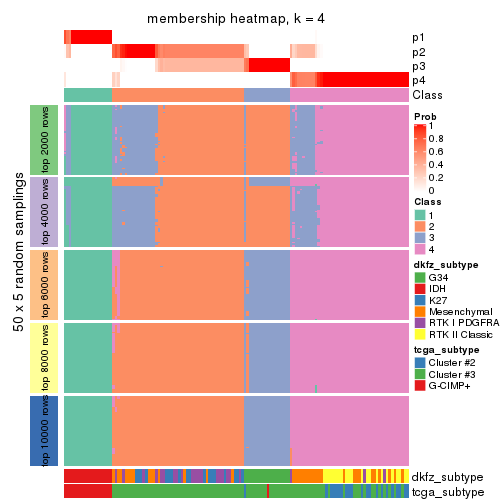 membership heatmap, k = 4
p1
p2
p3
p4
Class
50 x 5 random samplings
top 2000 rows
top 4000 rows
top 6000 rows
top 8000 rows
top 10000 rows
Prob
1
0.8
0.6
0.4
0.2
0
Class
1
2
3
4
dkfz_subtype
G34
IDH
K27
Mesenchymal
RTK I PDGFRA
RTK II Classic
tcga_subtype
Cluster #2
Cluster #3
G-CIMP+
dkfz_subtype
tcga_subtype